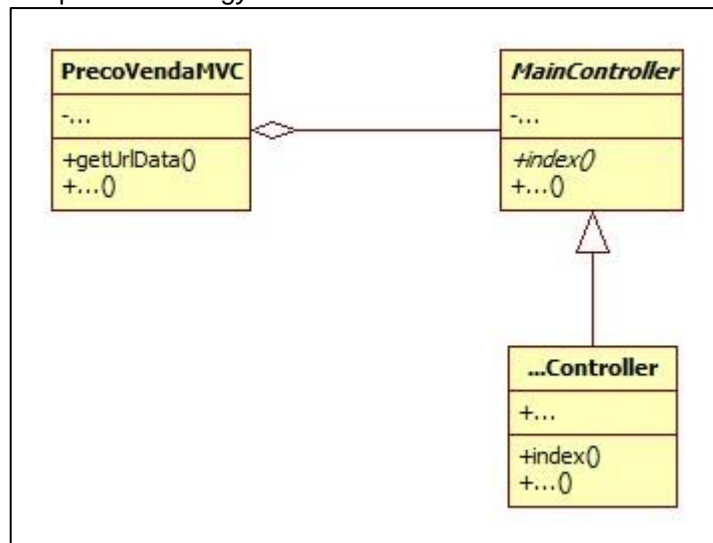 PrecoVendaMVC
-...
+getUrlData()
+...()
MainController
-...
+index()
+...()
...Controller
+...
+index()
+...()